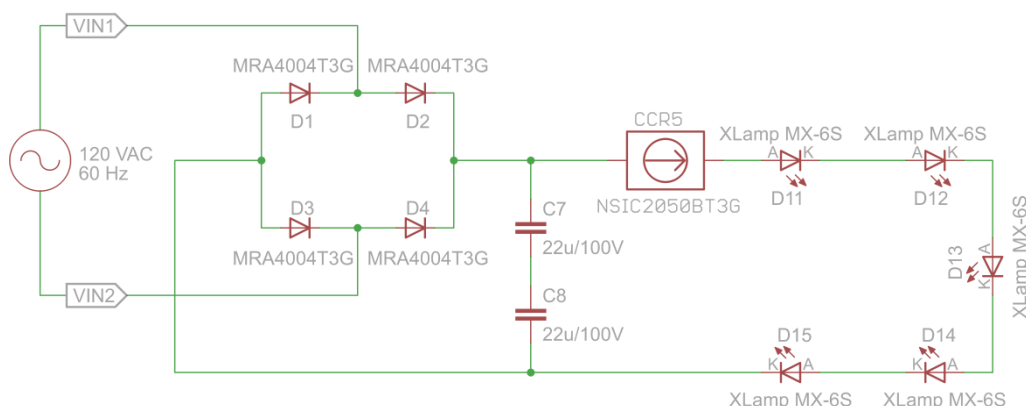 VIN1
MRA4004T3G MRA4004T3G
D1 D2
120 VAC
60 Hz
CCR5
NSIC2050BT3G
XLamp MX-6S XLamp MX-6S
A K A K
D11 D12
D3 D4
MRA4004T3G MRA4004T3G
C7
22u/100V
A
D13
K
XLamp MX-6S
VIN2
C8
22u/100V
D15 D14
K A K A
XLamp MX-6S XLamp MX-6S